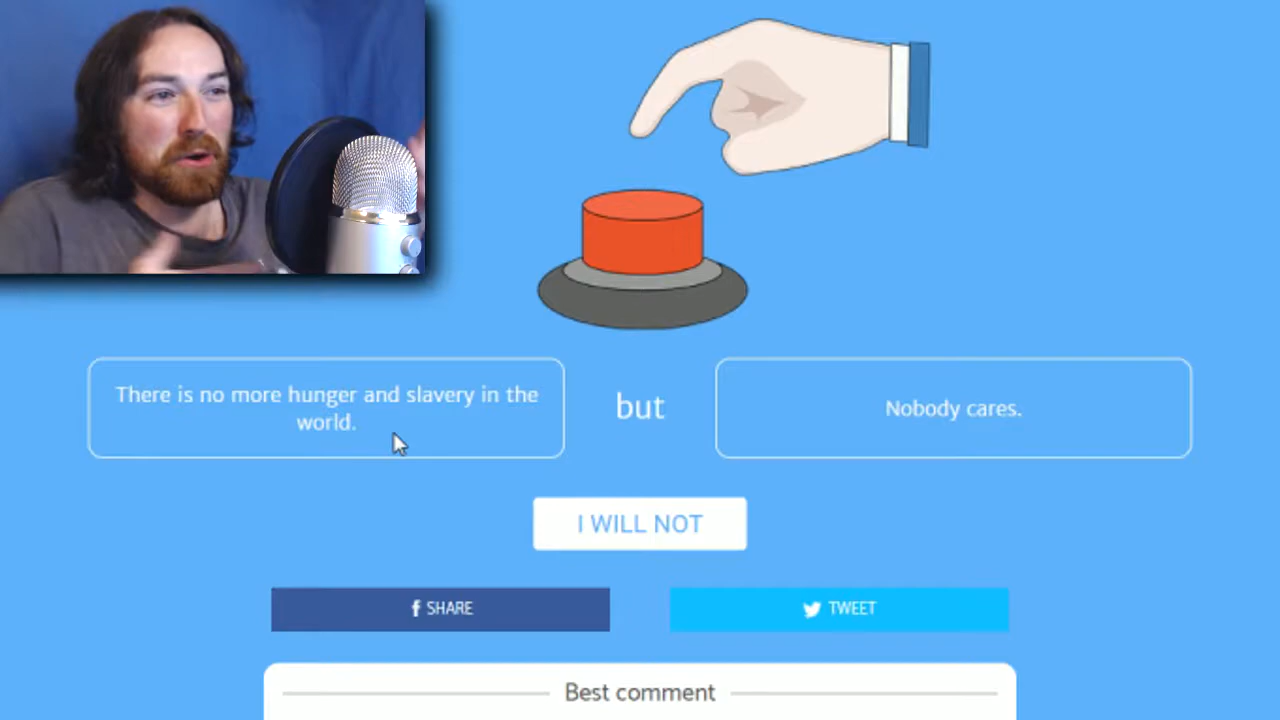 There is no more hunger and slavery in the
world.
but
Nobody cares.
I WILL NOT
SHARE
TWEET
Best comment